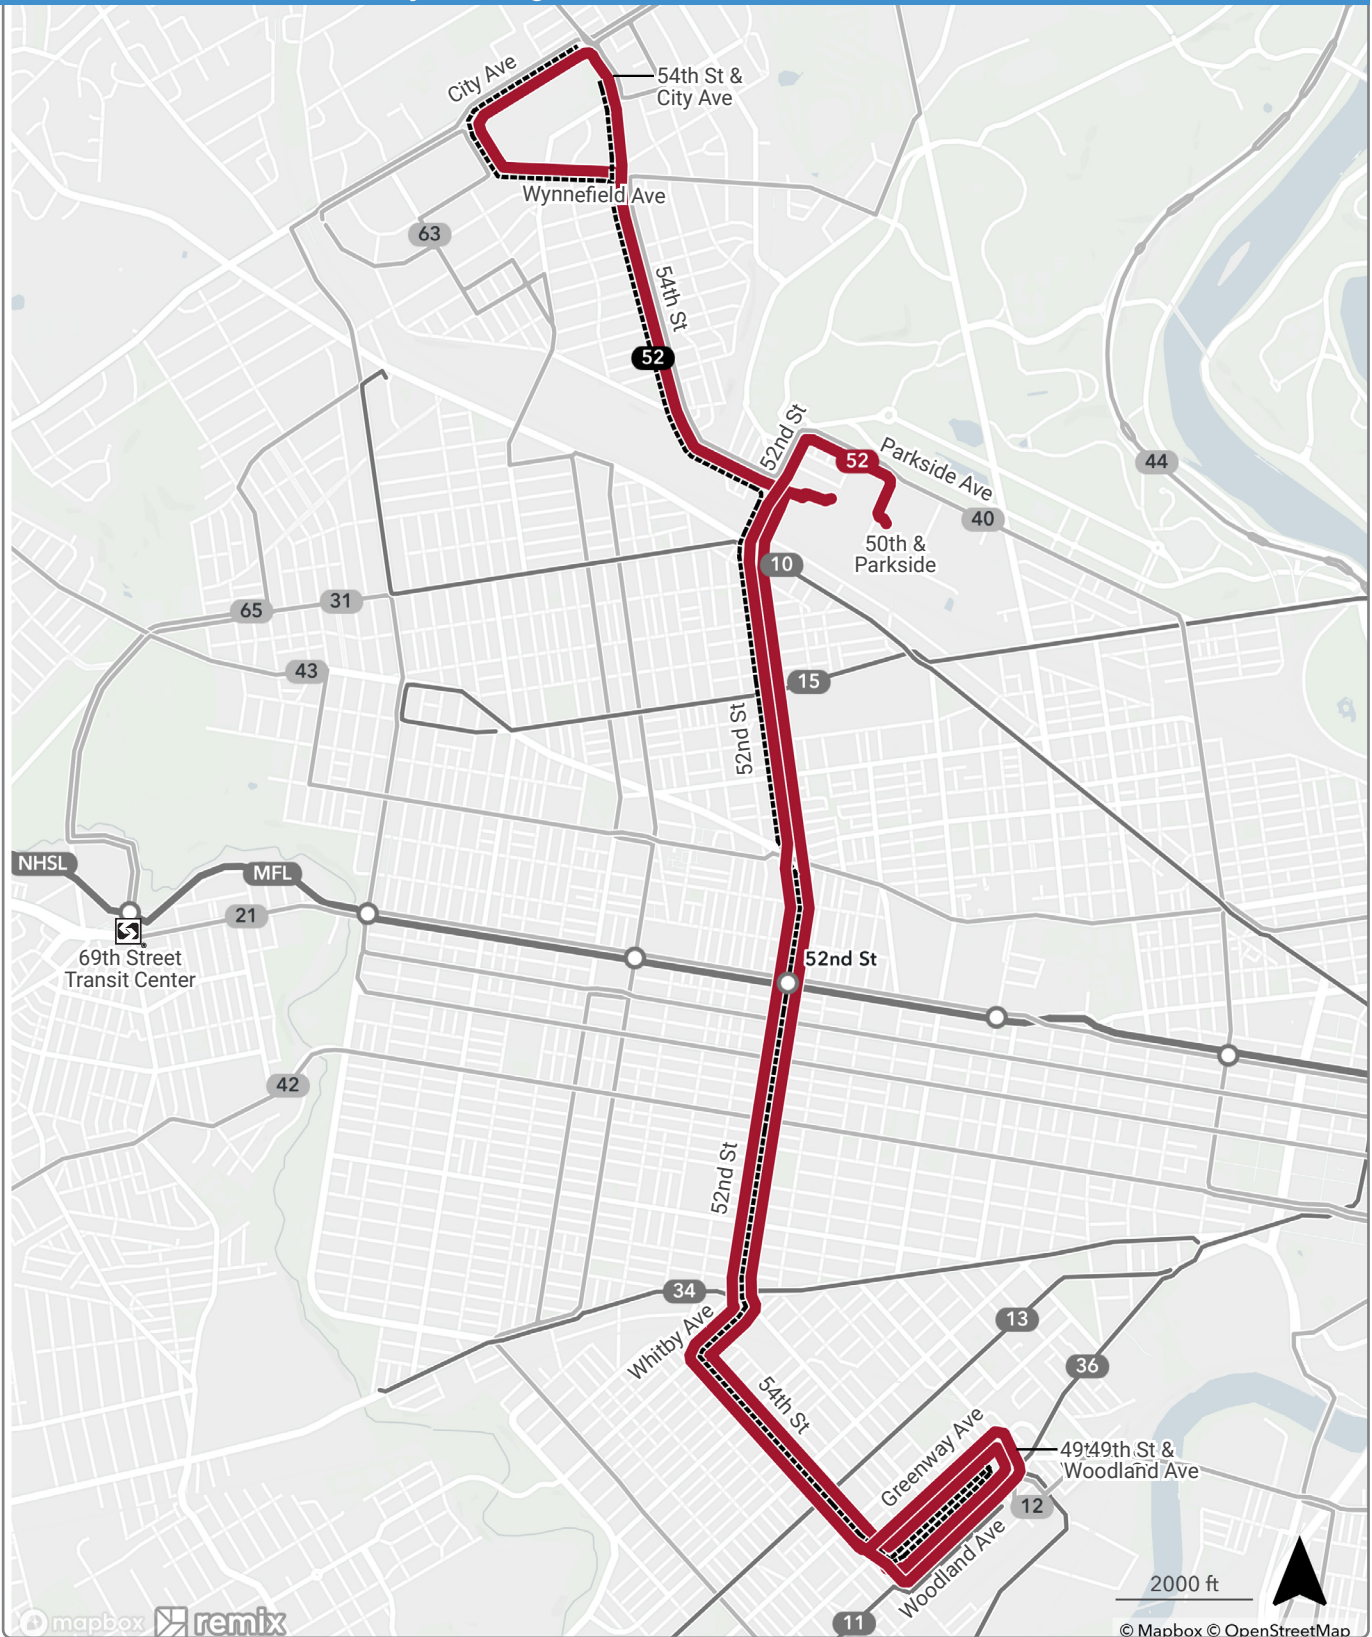 City Ave
54th St &
City Ave
Wynnefield Ave
63
54th St
52
52nd St
52
Parkside Ave
44
40
50th &
Parkside
10
31
65
43
15
52nd St
NHSL
MFL
21
69th Street
Transit Center
52nd St
42
52nd St
34
Whitby Ave
13
36
54th St
Greenway Ave
49th St &
Woodland Ave
12
Woodland Ave
11
2000 ft
mapbox
remix
© Mapbox © OpenStreetMap